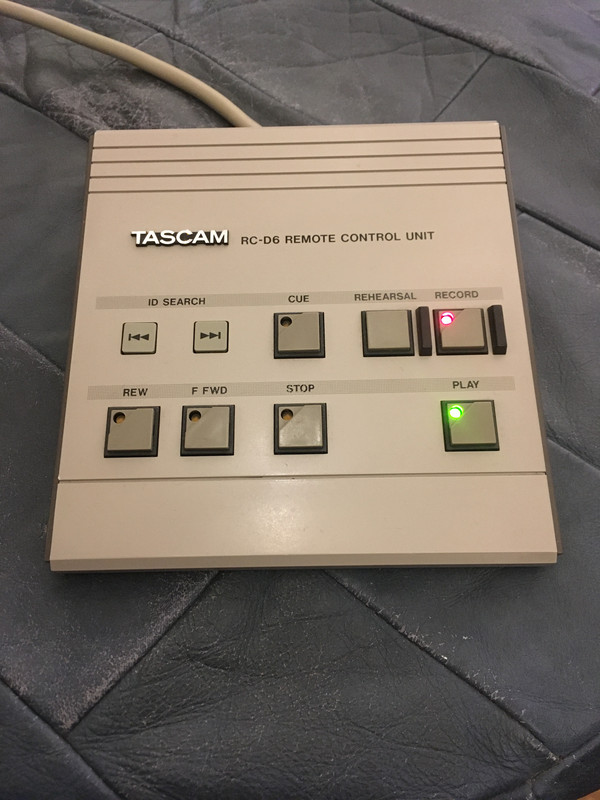 TASCAM RC-D6 REMOTE CONTROL UNIT
ID SEARCH CUE REHEARSAL RECORD
REW F FWD STOP PLAY